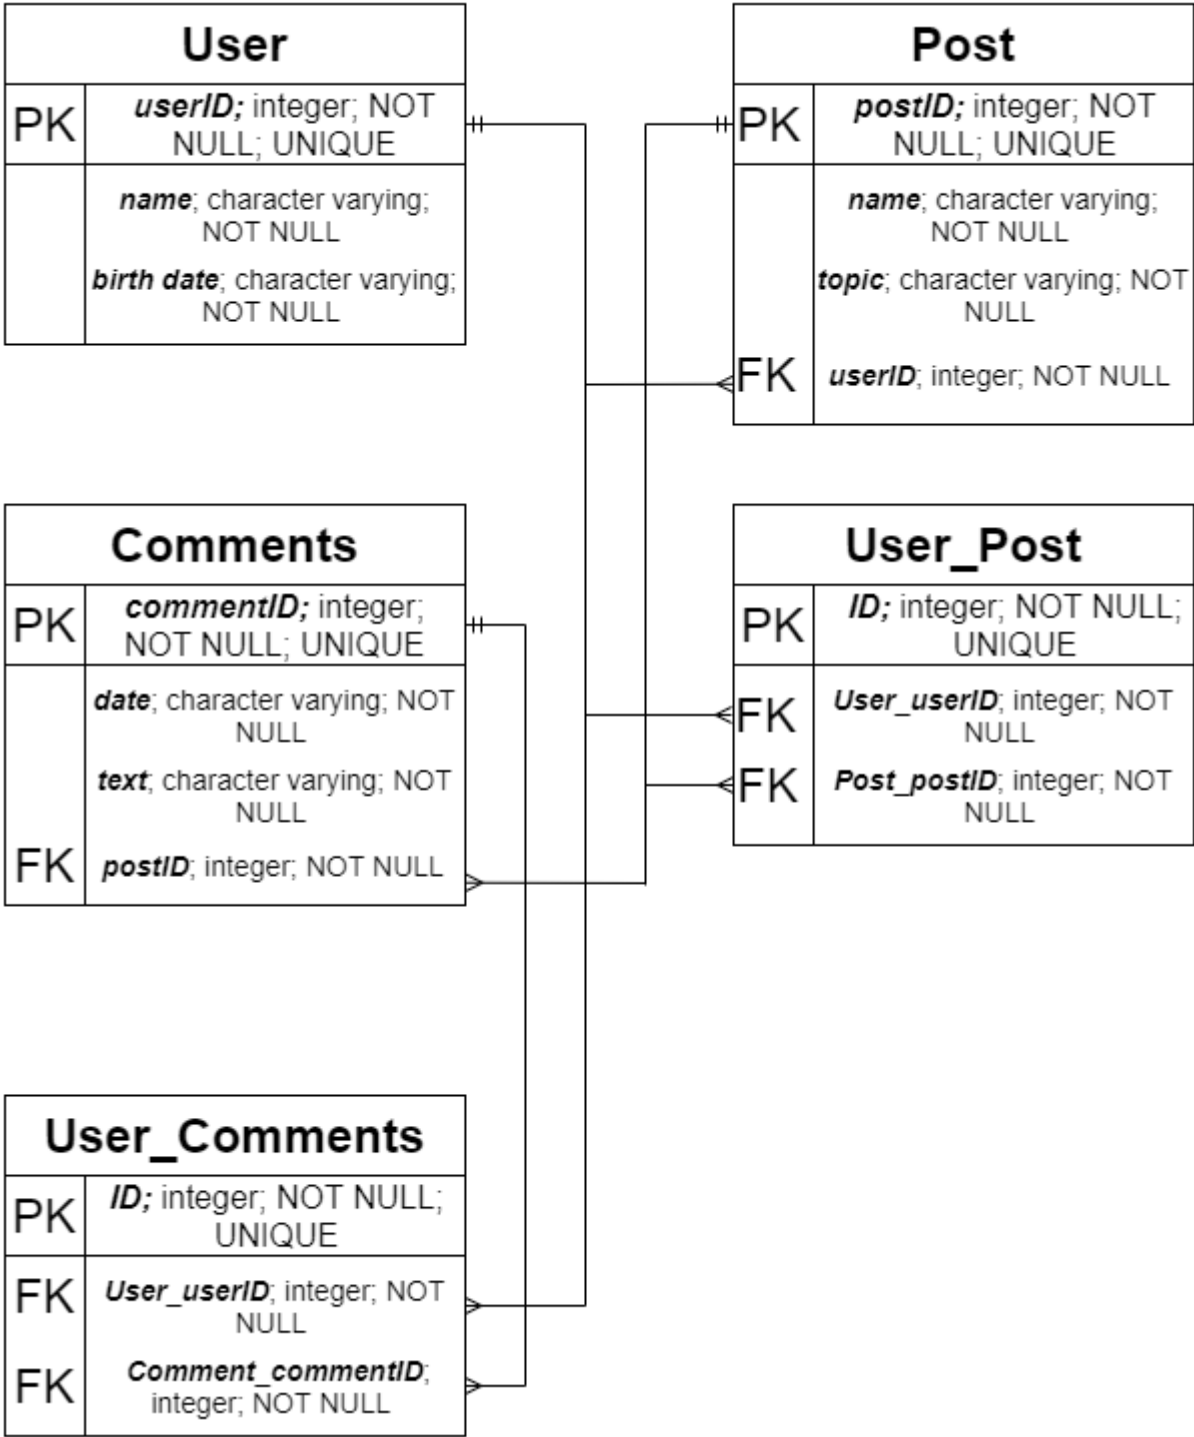 User
PK
userID; integer; NOT
NULL; UNIQUE
name; character varying;
NOT NULL
birth date; character varying;
NOT NULL
Post
PK
postID; integer; NOT
NULL; UNIQUE
name; character varying;
NOT NULL
topic; character varying; NOT
NULL
FK
userID; integer; NOT NULL
Comments
PK
commentID; integer;
NOT NULL; UNIQUE
date; character varying; NOT
NULL
text; character varying; NOT
NULL
FK
postID; integer; NOT NULL
User_Post
PK
ID; integer; NOT NULL;
UNIQUE
FK
User_userID; integer; NOT
NULL
FK
Post_postID; integer; NOT
NULL
User_Comments
PK
ID; integer; NOT NULL;
UNIQUE
FK
User_userID; integer; NOT
NULL
FK
Comment_commentID;
integer; NOT NULL